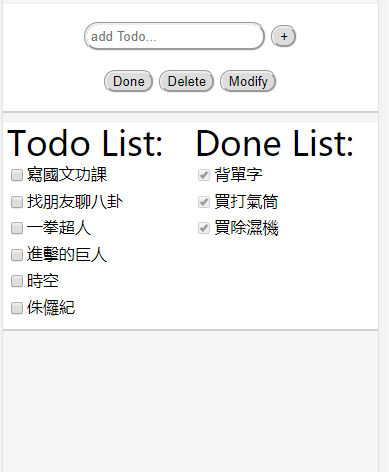 add Todo... +
Done Delete Modify
Todo List:
寫國文功課
找朋友聊八卦
一拳超人
進擊的巨人
時空
侏儸紀
Done List:
背單字
買打氣筒
買除濕機